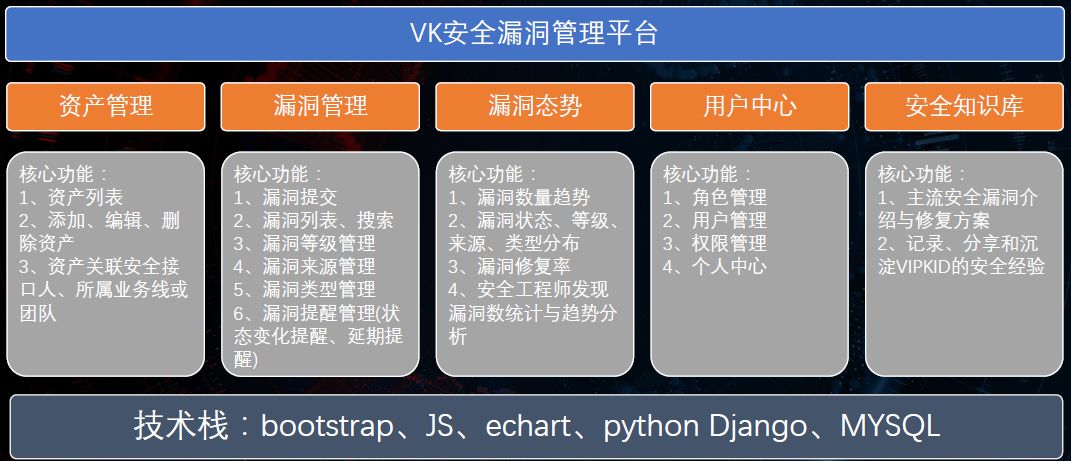 VK安全漏洞管理平台
资产管理
漏洞管理
漏洞态势
用户中心
安全知识库
核心功能：
1、资产列表
2、添加、编辑、删
除资产
3、资产关联安全接
口人、所属业务线或
团队
核心功能：
1、漏洞提交
2、漏洞列表、搜索
3、漏洞等级管理
4、漏洞来源管理
5、漏洞类型管理
6、漏洞提醒管理(状
态变化提醒、延期提
醒)
核心功能：
1、漏洞数量趋势
2、漏洞状态、等级、
来源、类型分布
3、漏洞修复率
4、安全工程师发现
漏洞数统计与趋势分
析
核心功能：
1、角色管理
2、用户管理
3、权限管理
4、个人中心
核心功能：
1、主流安全漏洞介
绍与修复方案
2、记录、分享和沉
淀VIPKID的安全经验
技术栈：bootstrap、JS、echart、python Django、MYSQL